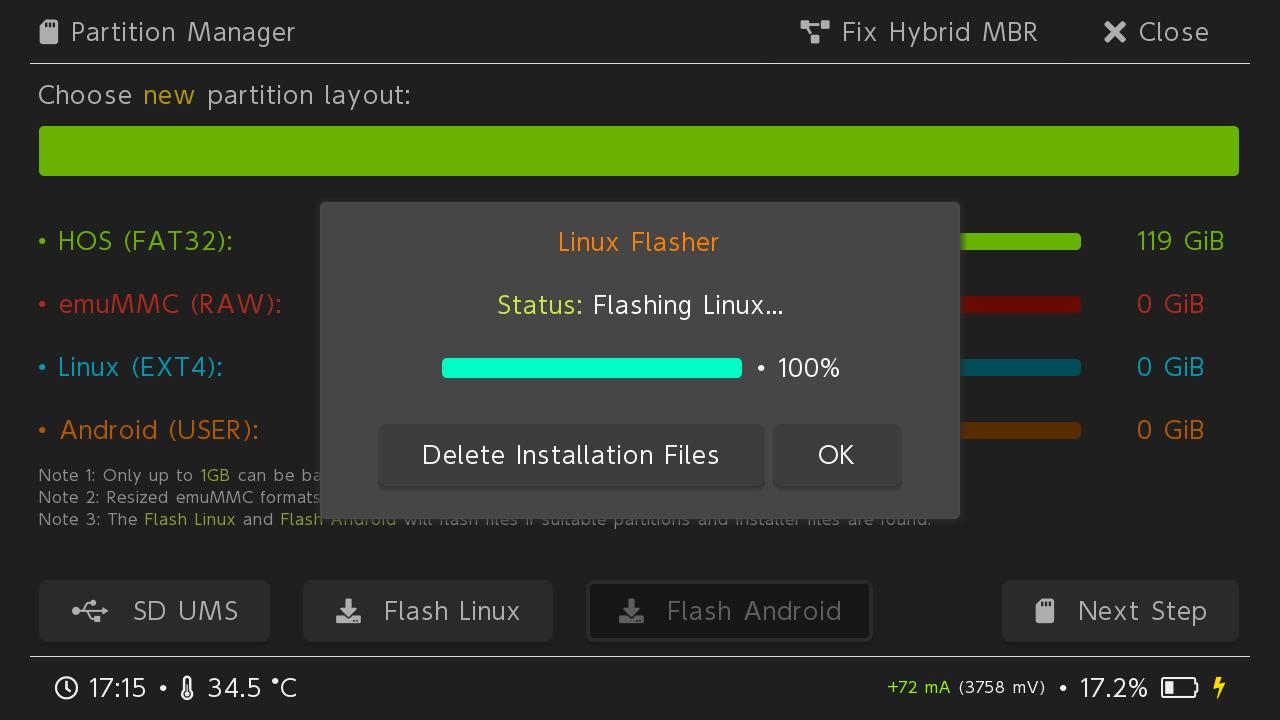 Partition Manager
Fix Hybrid MBR
Close
Choose new partition layout:
• HOS (FAT32):
119 GiB
• emuMMC (RAW):
0 GiB
• Linux (EXT4):
0 GiB
• Android (USER):
0 GiB
Linux Flasher
Status: Flashing Linux...
• 100%
Delete Installation Files
OK
Note 1: Only up to 1GB can be ba
Note 2: Resized emuMMC formats
Note 3: The Flash Linux and Flash Android will flash files if suitable partitions and installer files are found.
SD UMS
Flash Linux
Flash Android
Next Step
17:15 • 34.5 °C
+72 mA (3758 mV) • 17.2%